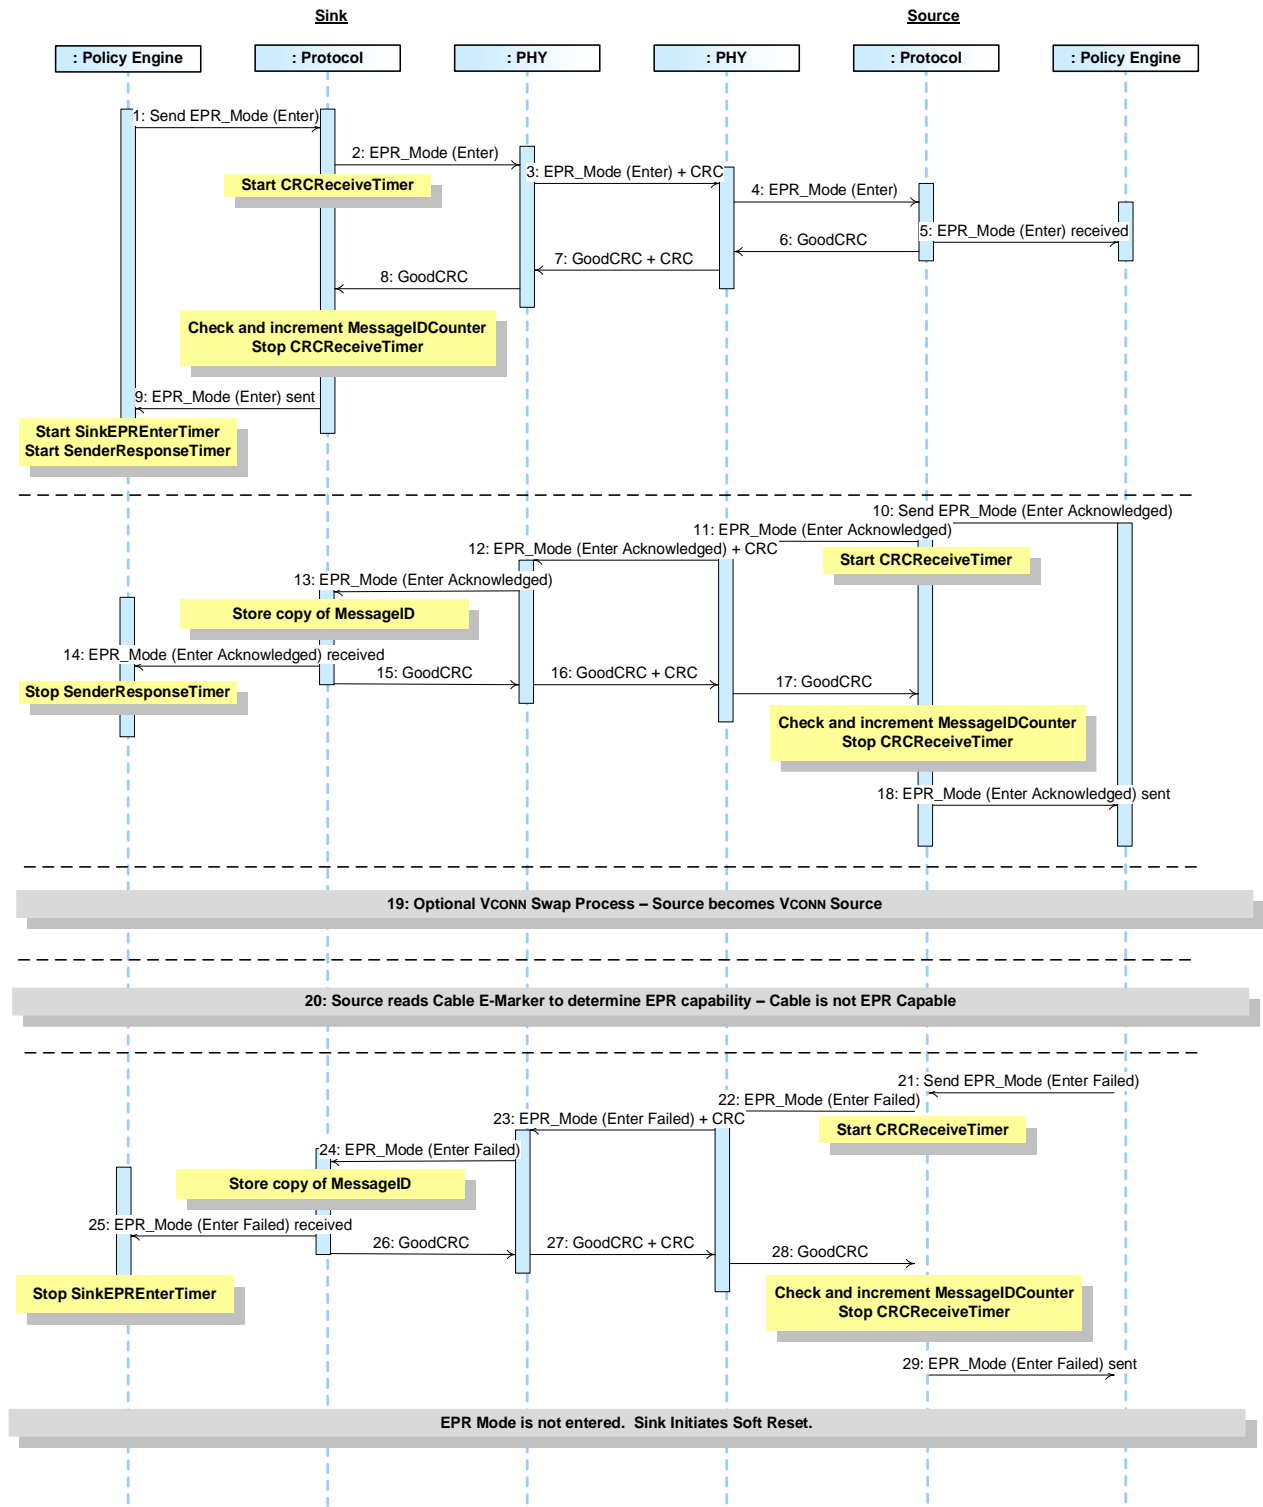 Sink
Source
: Policy Engine
: Protocol
: PHY
: PHY
: Protocol
: Policy Engine
1: Send EPR_Mode (Enter)
2: EPR_Mode (Enter)
3: EPR_Mode (Enter) + CRC
Start CRCReceiveTimer
4: EPR_Mode (Enter)
5: EPR_Mode (Enter) received
6: GoodCRC
7: GoodCRC + CRC
8: GoodCRC
Check and increment MessageIDCounter
Stop CRCReceiveTimer
9: EPR_Mode (Enter) sent
Start SinkEPREnterTimer
Start SenderResponseTimer
10: Send EPR_Mode (Enter Acknowledged)
11: EPR_Mode (Enter Acknowledged)
12: EPR_Mode (Enter Acknowledged) + CRC
Start CRCReceiveTimer
13: EPR_Mode (Enter Acknowledged)
Store copy of MessageID
14: EPR_Mode (Enter Acknowledged) received
15: GoodCRC
16: GoodCRC + CRC
17: GoodCRC
Stop SenderResponseTimer
Check and increment MessageIDCounter
Stop CRCReceiveTimer
18: EPR_Mode (Enter Acknowledged) sent
19: Optional VCONN Swap Process – Source becomes VCONN Source
20: Source reads Cable E-Marker to determine EPR capability – Cable is not EPR Capable
21: Send EPR_Mode (Enter Failed)
22: EPR_Mode (Enter Failed)
23: EPR_Mode (Enter Failed) + CRC
Start CRCReceiveTimer
24: EPR_Mode (Enter Failed)
Store copy of MessageID
25: EPR_Mode (Enter Failed) received
26: GoodCRC
27: GoodCRC + CRC
28: GoodCRC
Stop SinkEPREnterTimer
Check and increment MessageIDCounter
Stop CRCReceiveTimer
29: EPR_Mode (Enter Failed) sent
EPR Mode is not entered. Sink Initiates Soft Reset.